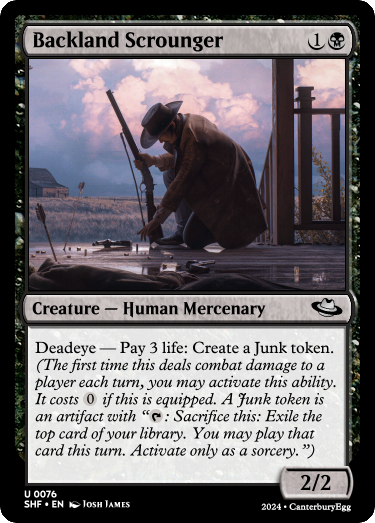 Backland Scrounger 1
Creature — Human Mercenary
Deadeye — Pay 3 life: Create a Junk token.
(The first time this deals combat damage to a
player each turn, you may activate this ability.
It costs 0 if this is equipped. A Junk token is
an artifact with “: Sacrifice this: Exile the
top card of your library. You may play that
card this turn. Activate only as a sorcery.”)
2/2
U 0076
SHF • EN Josh James
2024 • CanterburyEgg